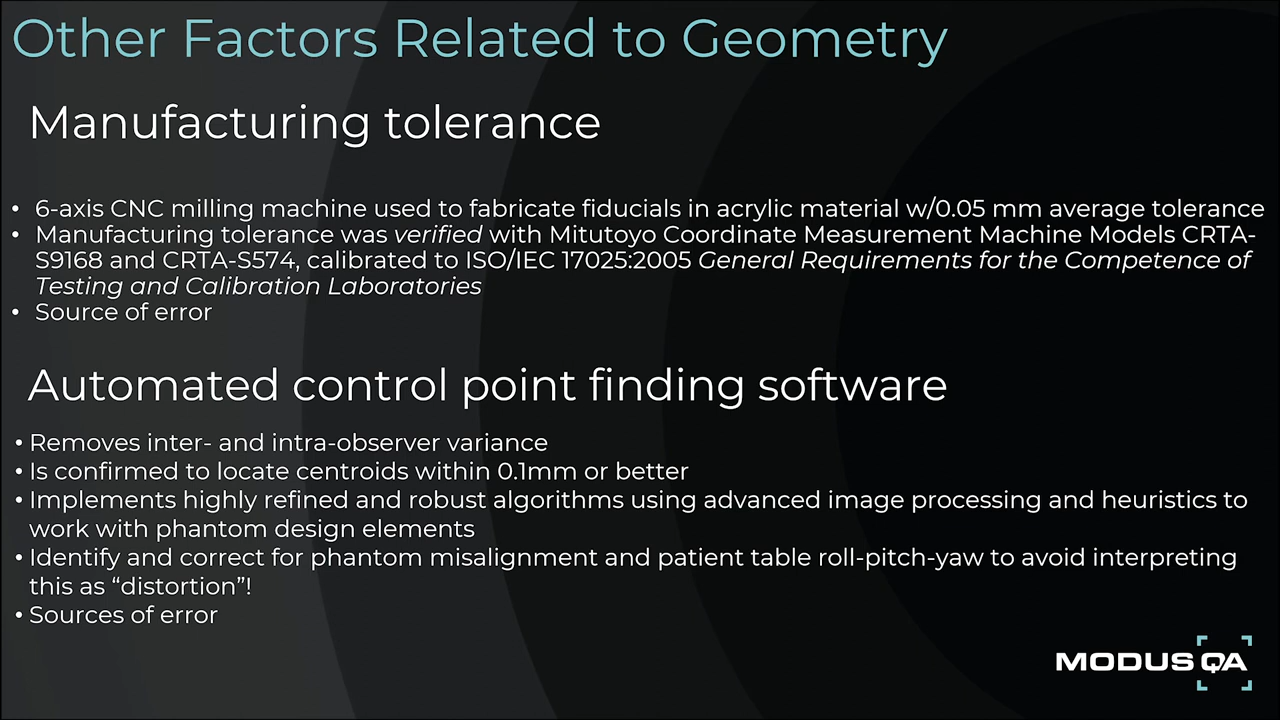 Other Factors Related to Geometry
Manufacturing tolerance
• 6-axis CNC milling machine used to fabricate fiducials in acrylic material w/0.05 mm average tolerance
• Manufacturing tolerance was verified with Mitutoyo Coordinate Measurement Machine Models CRTA-
S9168 and CRTA-S574, calibrated to ISO/IEC 17025:2005 General Requirements for the Competence of
Testing and Calibration Laboratories
• Source of error
Automated control point finding software
• Removes inter- and intra-observer variance
• Is confirmed to locate centroids within 0.1mm or better
• Implements highly refined and robust algorithms using advanced image processing and heuristics to
work with phantom design elements
• Identify and correct for phantom misalignment and patient table roll-pitch-yaw to avoid interpreting
this as “distortion”!
• Sources of error
MODUS QA